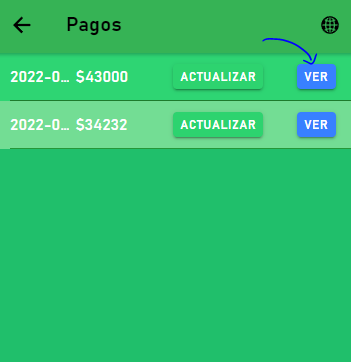 Pagos
2022-0... $43000 ACTUALIZAR VER
2022-0... $34232 ACTUALIZAR VER